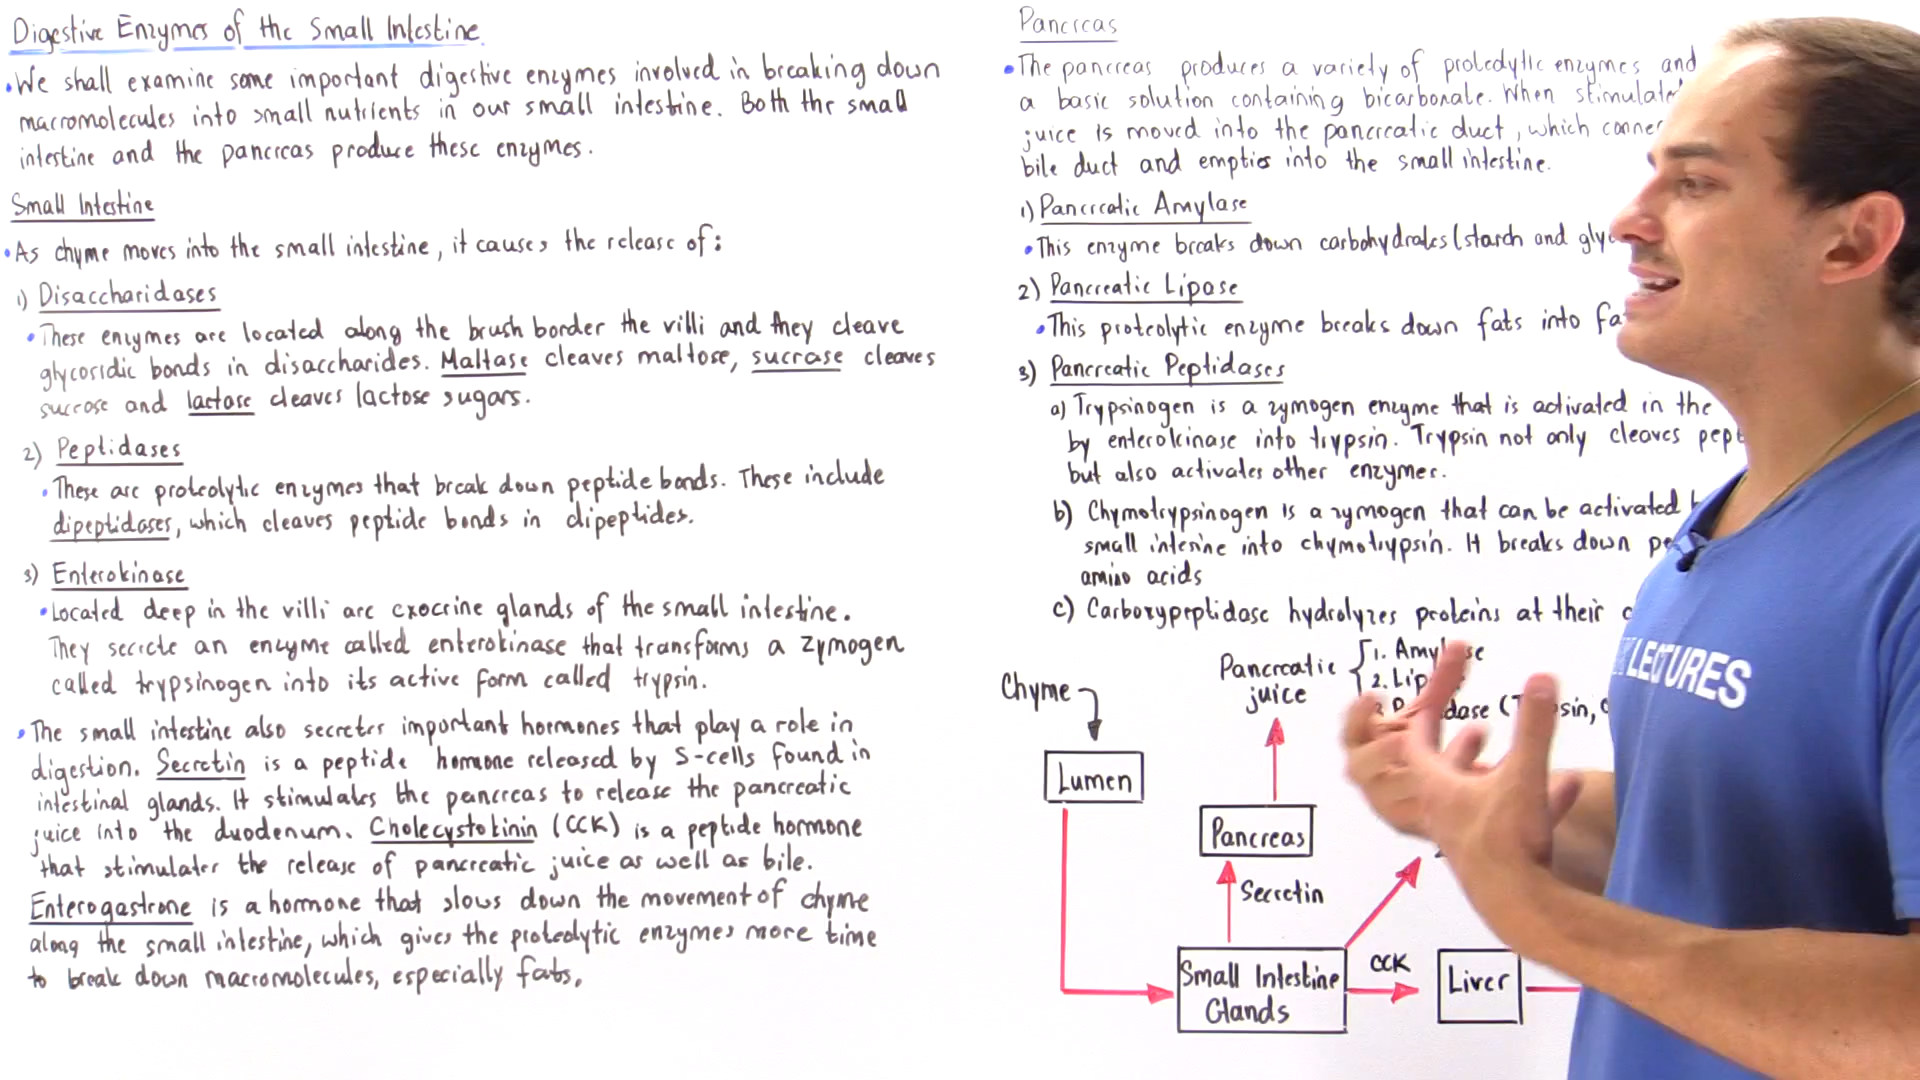 Digestive Enzymes of the Small Intestine
•We shall examine some important digestive enzymes involved in breaking down
macromolecules into small nutrients in our small intestine. Both the small
intestine and the pancreas produce these enzymes.
Small Intestine
•As chyme moves into the small intestine, it causes the release of:
1) Disaccharidases
•These enzymes are located along the brush border the villi and they cleave
glycosidic bonds in disaccharides. Maltase cleaves maltose, sucrase cleaves
sucrose and lactase cleaves lactose sugars.
2) Peptidases
•These are proteolytic enzymes that break down peptide bonds. These include
dipeptidases, which cleaves peptide bonds in dipeptides.
3) Enterokinase
•Located deep in the villi are exocrine glands of the small intestine.
They secrete an enzyme called enterokinase that transforms a zymogen
called trypsinogen into its active form called trypsin.
•The small intestine also secretes important hormones that play a role in
digestion. Secretin is a peptide hormone released by S-cells found in
intestinal glands. It stimulates the pancreas to release the pancreatic
juice into the duodenum. Cholecystokinin (CCK) is a peptide hormone
that stimulates the release of pancreatic juice as well as bile.
Enterogastrone is a hormone that slows down the movement of chyme
along the small intestine, which gives the proteolytic enzymes more time
to break down macromolecules, especially fats.
Pancreas
•The pancreas produces a variety of proteolytic enzymes and
a basic solution containing bicarbonate. When stimulated
juice is moved into the pancreatic duct, which
bile duct and empties into the small intestine.
1) Pancreatic Amylase
•This enzyme breaks down carbohydrates (starch and
2) Pancreatic Lipase
•This proteolytic enzyme breaks down fats into
3) Pancreatic Peptidases
a) Trypsinogen is a zymogen enzyme that is activated in the
by enterokinase into trypsin. Trypsin not only cleaves
but also activates other enzymes.
b) Chymotrypsinogen is a zymogen that can be activated
small intesine into chymotrypsin. It breaks down
amino acids
c) Carboxypeptidase hydrolyzes proteins at their
Chyme
Lumen
Pancreatic
juice
1. Amylase
2.
Pancreas
Secretin
Small Intestine
Glands
CCK
Liver
LECTURES